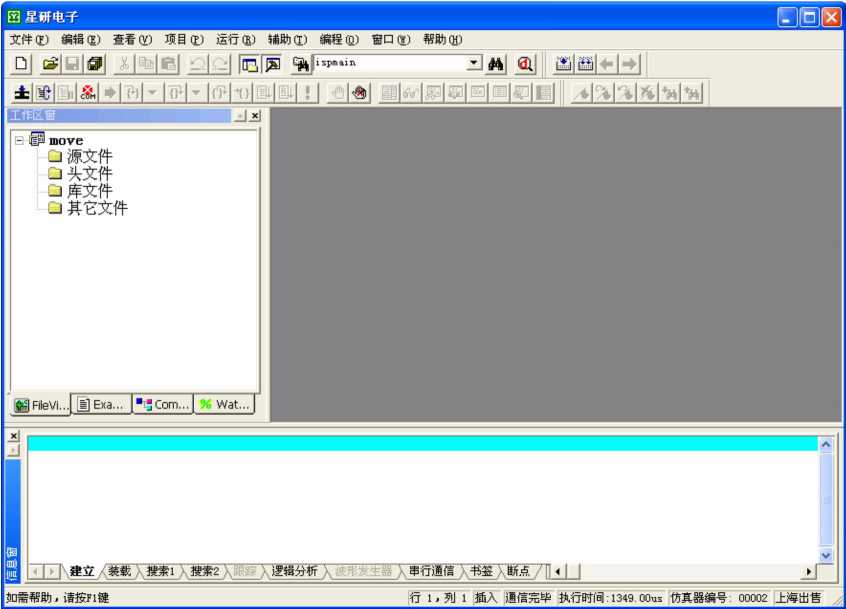 星研电子
文件(F) 编辑(E) 查看(V) 项目(P) 运行(R) 辅助(T) 编程(Q) 窗口(W) 帮助(H)
ispmain
COM
工作区窗
move
源文件
头文件
库文件
其它文件
FileVi... Exa... Com... Wat...
信息窗
建立 装载 搜索1 搜索2 跟踪 逻辑分析 波形发生器 串行通信 书签 断点
如需帮助,请按F1键 行 1,列 1 插入 通信完毕 执行时间:1349.00us 仿真器编号: 00002 上海出售